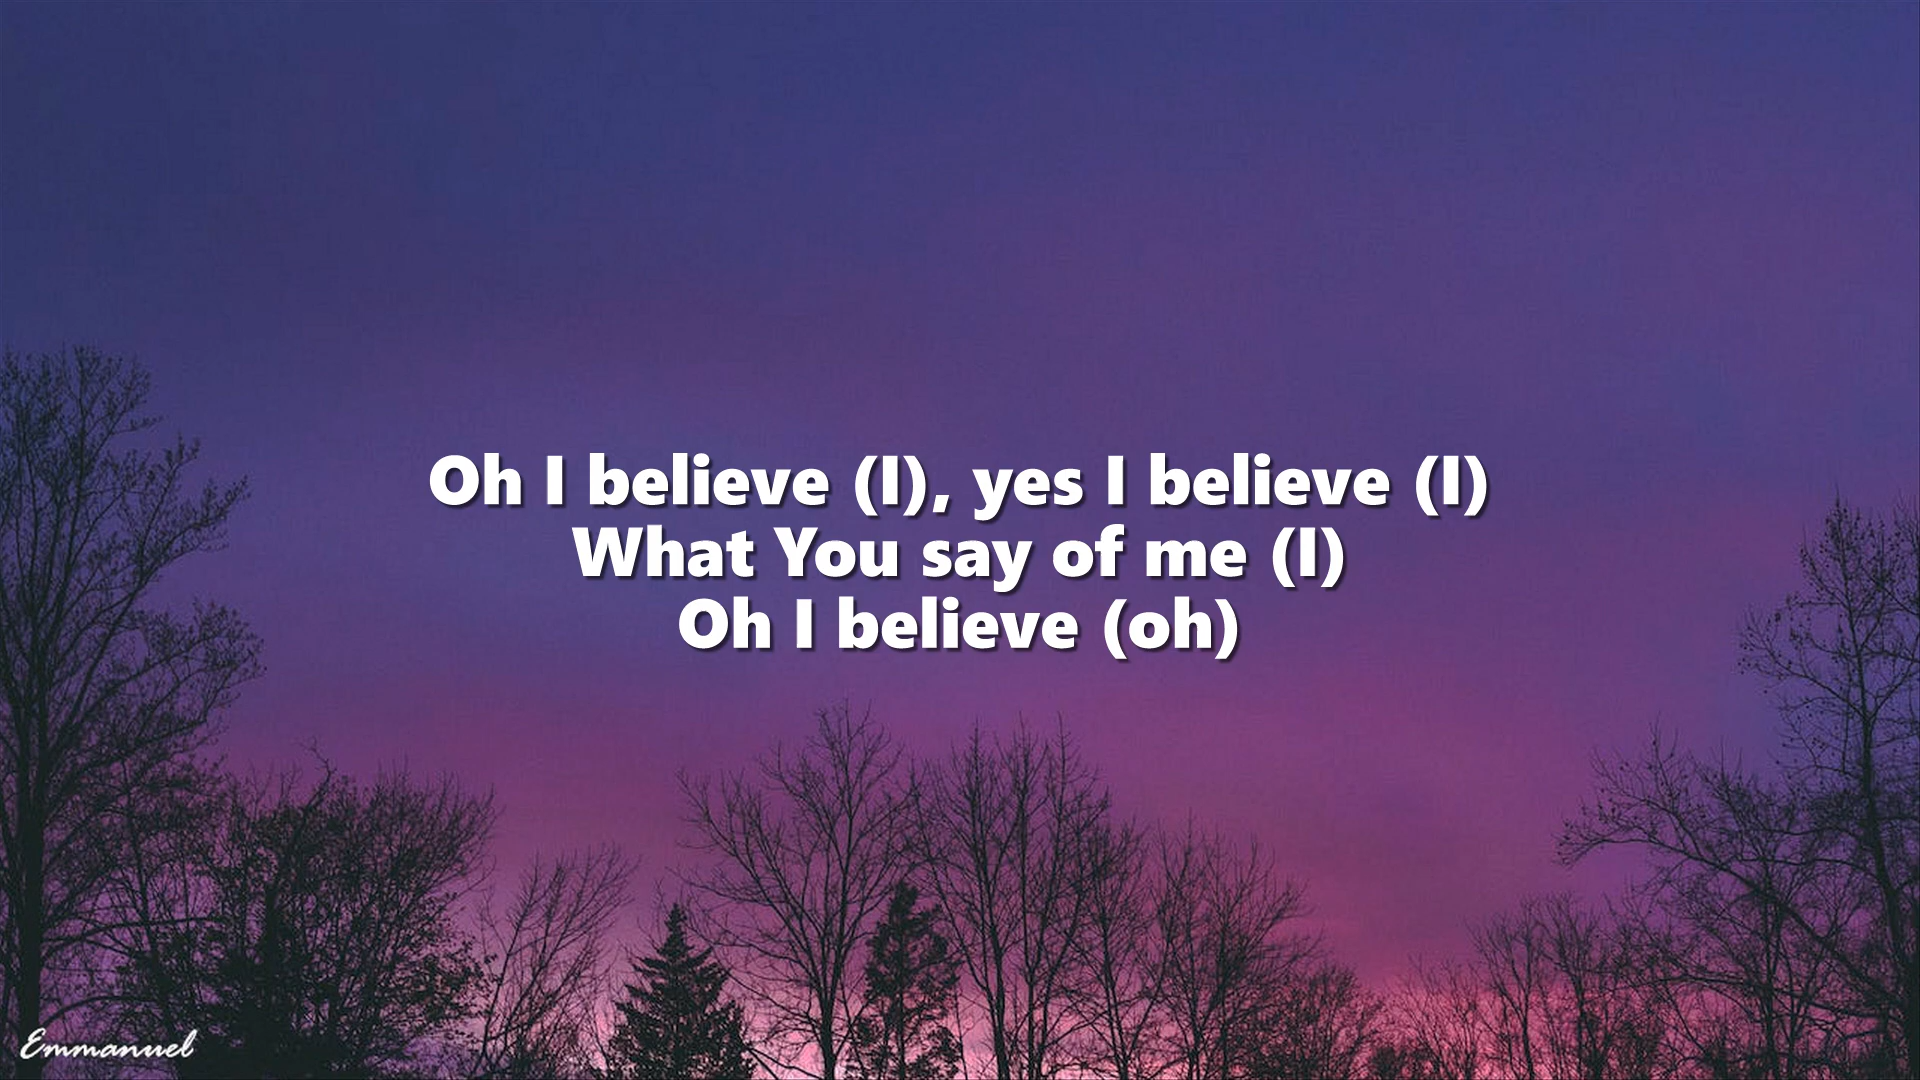 Oh I believe (I), yes I believe (I)
What You say of me (I)
Oh I believe (oh)
Emmanuel